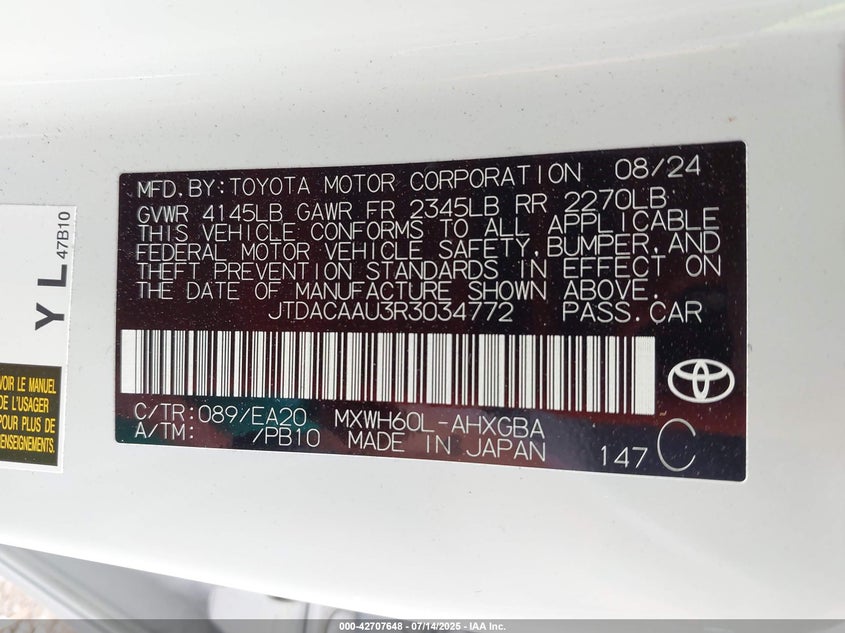 MFD. BY: TOYOTA MOTOR CORPORATION 08/24
GVWR 4145LB GAWR FR 2345LB RR 2270LB
THIS VEHICLE CONFORMS TO ALL APPLICABLE
FEDERAL MOTOR VEHICLE SAFETY, BUMPER, AND
THEFT PREVENTION STANDARDS IN EFFECT ON
THE DATE OF MANUFACTURE SHOWN ABOVE.
JTDACAAU3R3034772 PASS. CAR
C/TR: 089/EA20 MXWH60L-AHXGBA
A/TM: /PB10 MADE IN JAPAN
147 C
YL
47B10
VOIR LE MANUEL
DE L'USAGER
POUR PLUS DE
RENSEIGNEMENTS
000-42707648 - 07/14/2025 - IAA Inc.